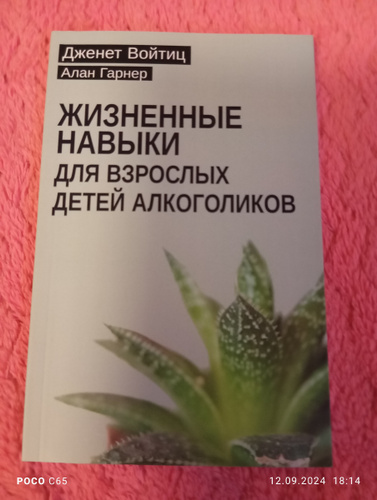 Дженет Войтиц
Алан Гарнер
ЖИЗНЕННЫЕ
НАВЫКИ
ДЛЯ ВЗРОСЛЫХ
ДЕТЕЙ АЛКОГОЛИКОВ
POCO C65
12.09.2024 18:14